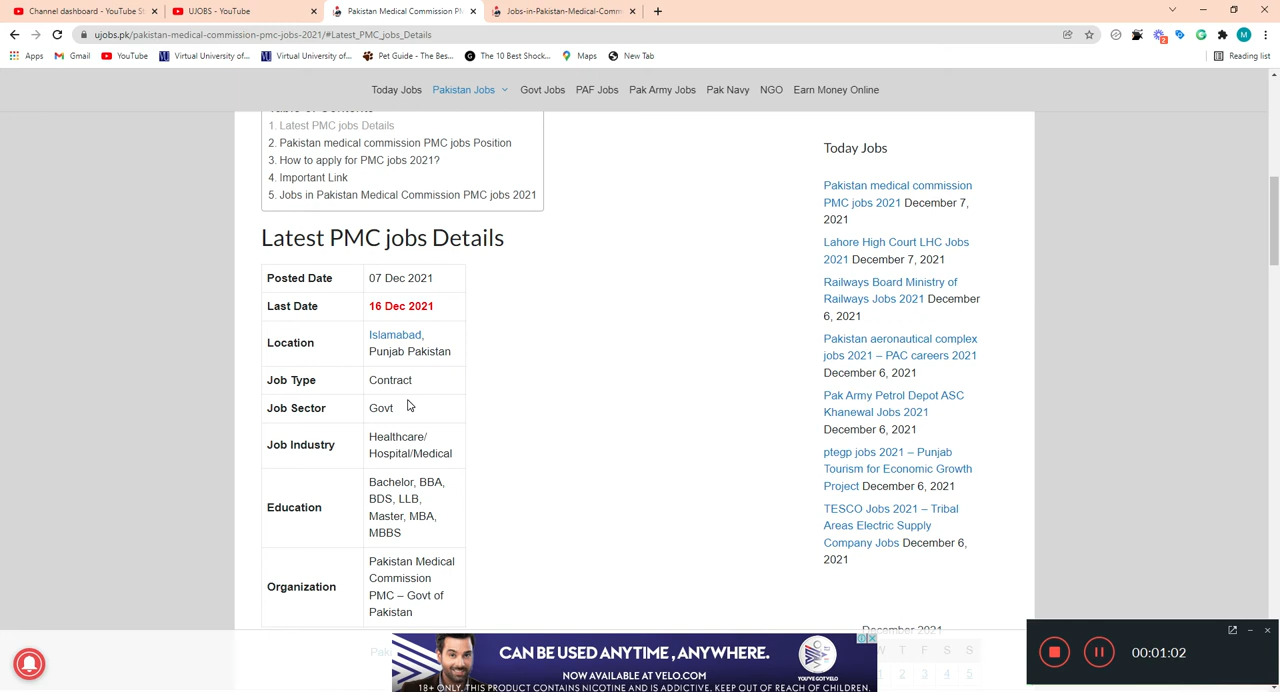 Channel dashboard - YouTube St
UJOBS - YouTube
Pakistan Medical Commission P
Jobs-in-Pakistan-Medical-Comm
ujobs.pk/pakistan-medical-commission-pmc-jobs-2021/#Latest_PMC_jobs_Details
Apps
Gmail
YouTube
Virtual University of...
Virtual University of...
Pet Guide - The Bes...
The 10 Best Shock...
Maps
New Tab
Reading list
Today Jobs
Pakistan Jobs
Govt Jobs
PAF Jobs
Pak Army Jobs
Pak Navy
NGO
Earn Money Online
1. Latest PMC jobs Details
2. Pakistan medical commission PMC jobs Position
3. How to apply for PMC jobs 2021?
4. Important Link
5. Jobs in Pakistan Medical Commission PMC jobs 2021
Latest PMC jobs Details
Posted Date
07 Dec 2021
Last Date
16 Dec 2021
Location
Islamabad,
Punjab Pakistan
Job Type
Contract
Job Sector
Govt
Job Industry
Healthcare/
Hospital/Medical
Education
Bachelor, BBA,
BDS, LLB,
Master, MBA,
MBBS
Organization
Pakistan Medical
Commission
PMC – Govt of
Pakistan
Today Jobs
Pakistan medical commission
PMC jobs 2021 December 7,
2021
Lahore High Court LHC Jobs
2021 December 7, 2021
Railways Board Ministry of
Railways Jobs 2021 December
6, 2021
Pakistan aeronautical complex
jobs 2021 – PAC careers 2021
December 6, 2021
Pak Army Petrol Depot ASC
Khanewal Jobs 2021
December 6, 2021
ptegp jobs 2021 – Punjab
Tourism for Economic Growth
Project December 6, 2021
TESCO Jobs 2021 – Tribal
Areas Electric Supply
Company Jobs December 6,
2021
December 2021
W T F S S
1 2 3 4 5
CAN BE USED ANYTIME, ANYWHERE.
NOW AVAILABLE AT VELO.COM
18+ ONLY. THIS PRODUCT CONTAINS NICOTINE AND IS ADDICTIVE. KEEP OUT OF REACH OF CHILDREN.
YOU'VE GOT VELO
00:01:02